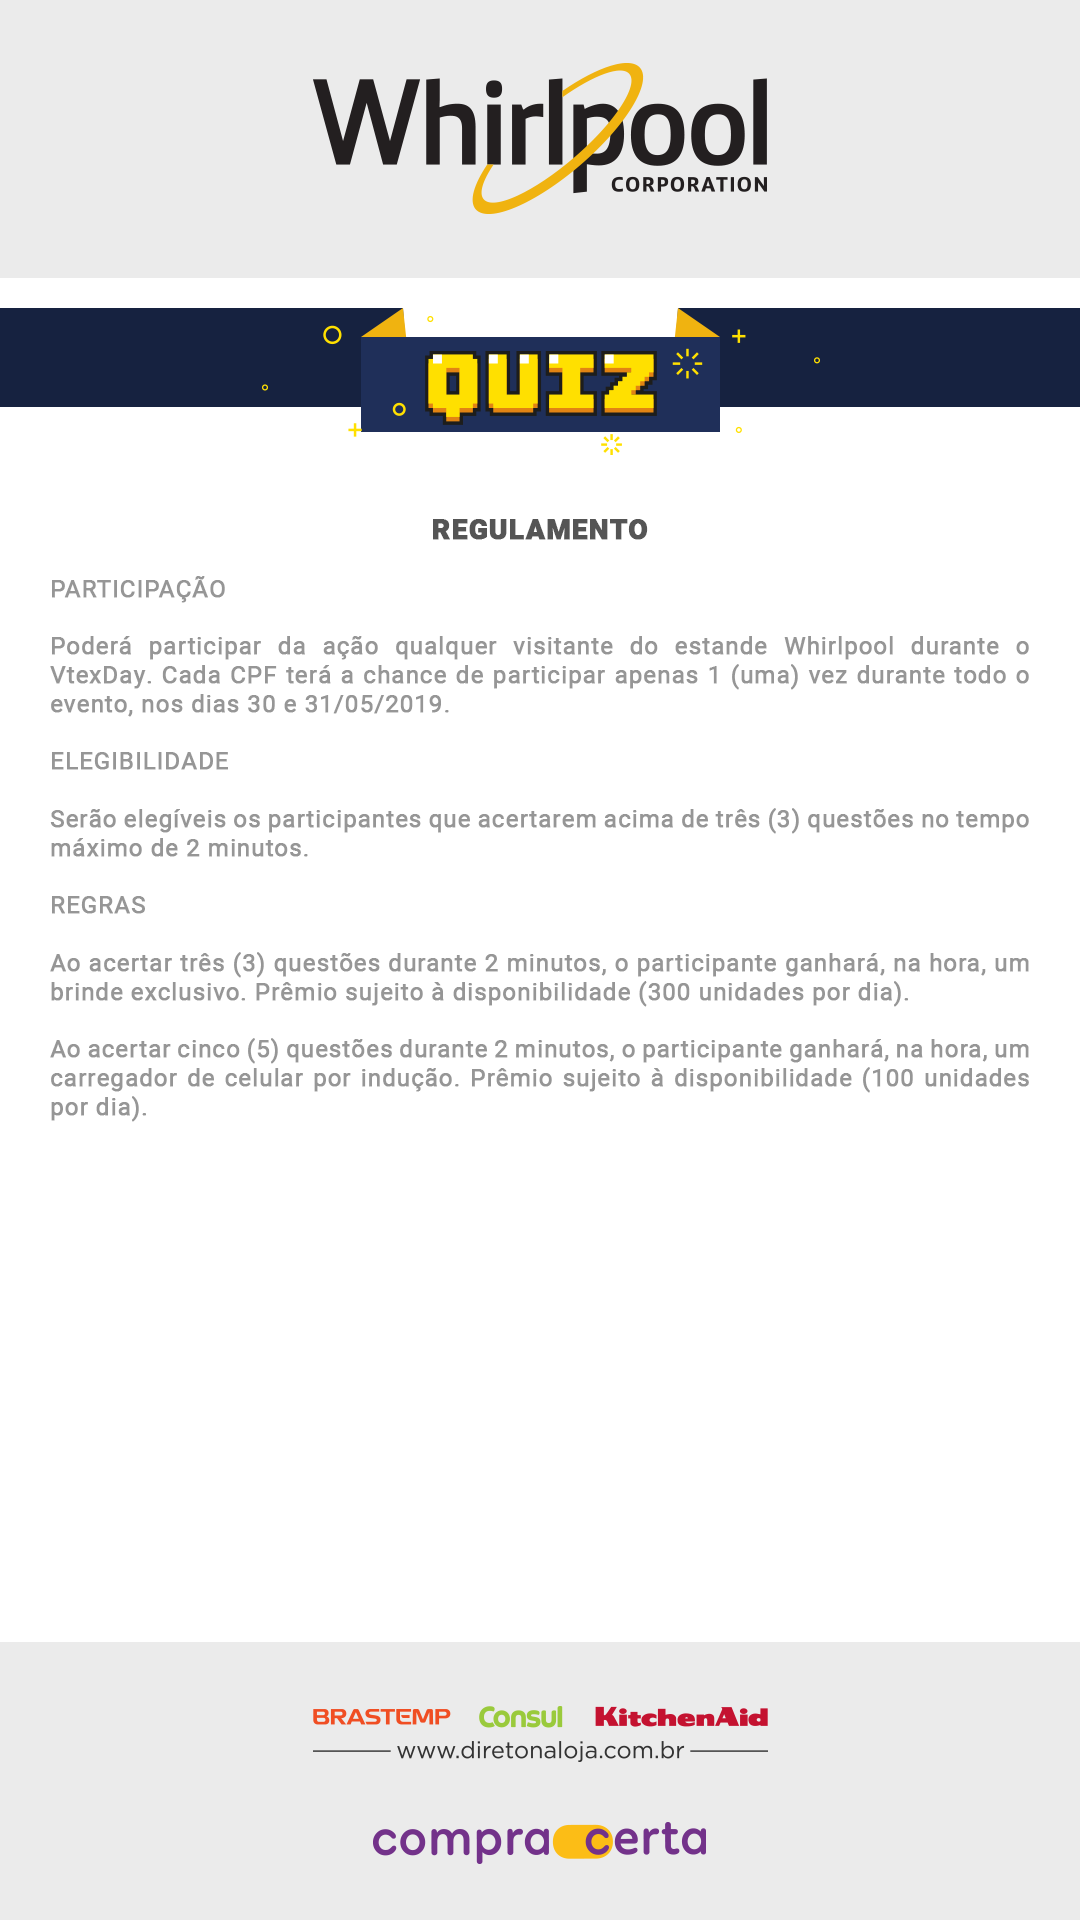 Whirlpool
CORPORATION
QUIZ
REGULAMENTO
PARTICIPAÇÃO
Poderá participar da ação qualquer visitante do estande Whirlpool durante o
VtexDay. Cada CPF terá a chance de participar apenas 1 (uma) vez durante todo o
evento, nos dias 30 e 31/05/2019.
ELEGIBILIDADE
Serão elegíveis os participantes que acertarem acima de três (3) questões no tempo
máximo de 2 minutos.
REGRAS
Ao acertar três (3) questões durante 2 minutos, o participante ganhará, na hora, um
brinde exclusivo. Prêmio sujeito à disponibilidade (300 unidades por dia).
Ao acertar cinco (5) questões durante 2 minutos, o participante ganhará, na hora, um
carregador de celular por indução. Prêmio sujeito à disponibilidade (100 unidades
por dia).
BRASTEMP Consul KitchenAid
www.diretonaloja.com.br
compra certa